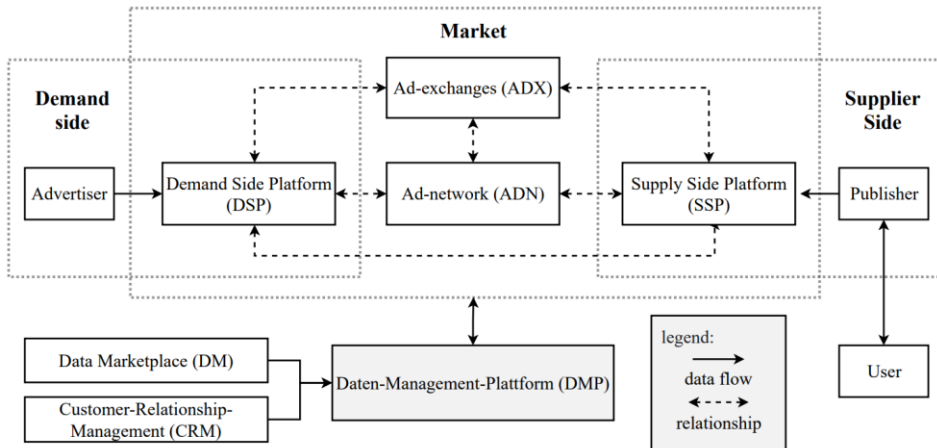 Market
Demand
side
Supplier
Side
Ad-exchanges (ADX)
Advertiser
Demand Side Platform
(DSP)
Ad-network (ADN)
Supply Side Platform
(SSP)
Publisher
Data Marketplace (DM)
Customer-Relationship-
Management (CRM)
Daten-Management-Plattform (DMP)
legend:
data flow
relationship
User